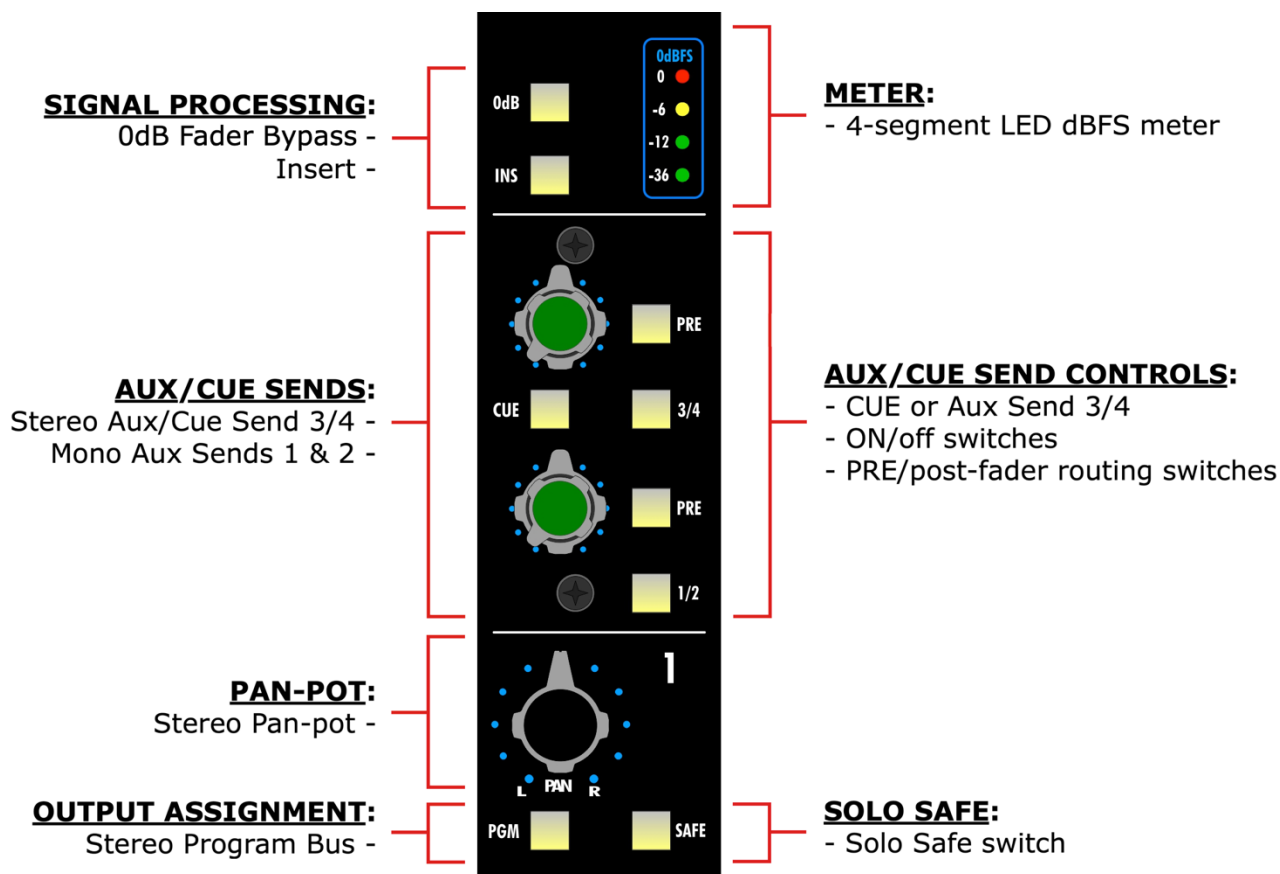 SIGNAL PROCESSING:
0dB Fader Bypass -
Insert -
AUX/CUE SENDS:
Stereo Aux/Cue Send 3/4 -
Mono Aux Sends 1 & 2 -
PAN-POT:
Stereo Pan-pot -
OUTPUT ASSIGNMENT:
Stereo Program Bus -
0dBFS
0
0dB
-6
-12
INS
-36
PRE
CUE
3/4
PRE
1/2
1
L PAN R
PGM
SAFE
METER:
- 4-segment LED dBFS meter
AUX/CUE SEND CONTROLS:
- CUE or Aux Send 3/4
- ON/off switches
- PRE/post-fader routing switches
SOLO SAFE:
- Solo Safe switch